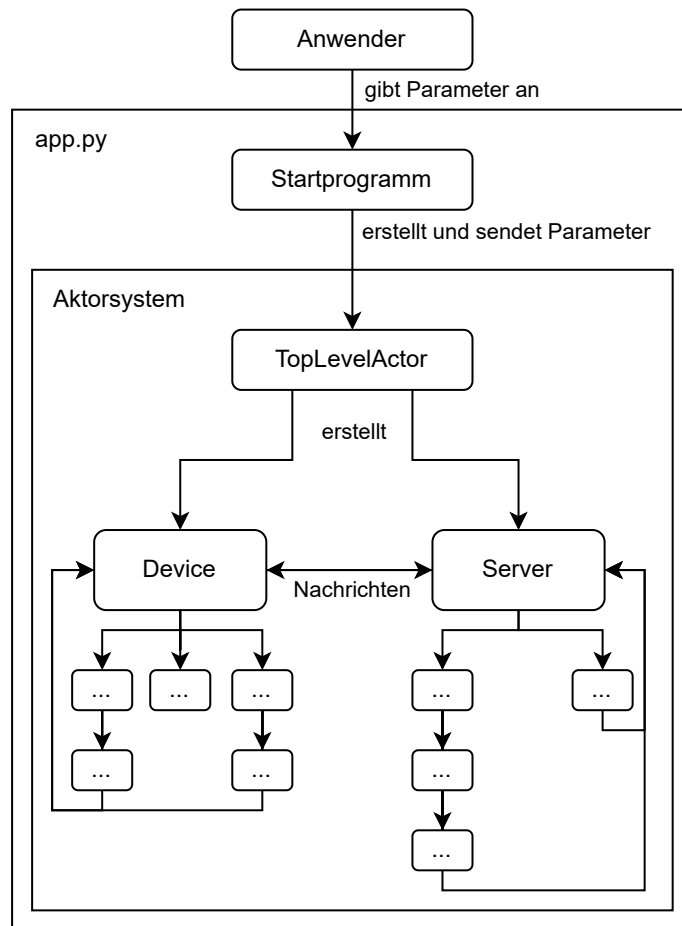 Anwender
gibt Parameter an
app.py
Startprogramm
erstellt und sendet Parameter
Aktorsystem
TopLevelActor
erstellt
Device
Nachrichten
Server
...
...
...
...
...
...
...
...
...